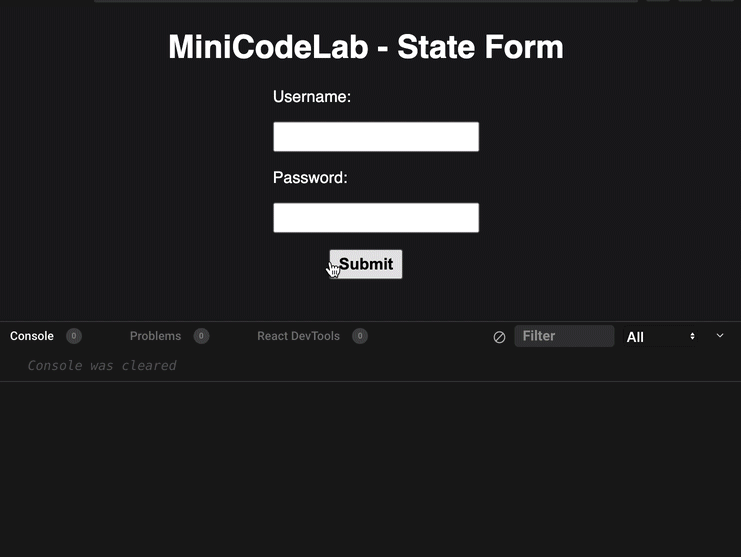 MiniCodeLab - State Form
Username:
Password:
Submit
Console 0 Problems 0 React DevTools 0 Filter All
Console was cleared